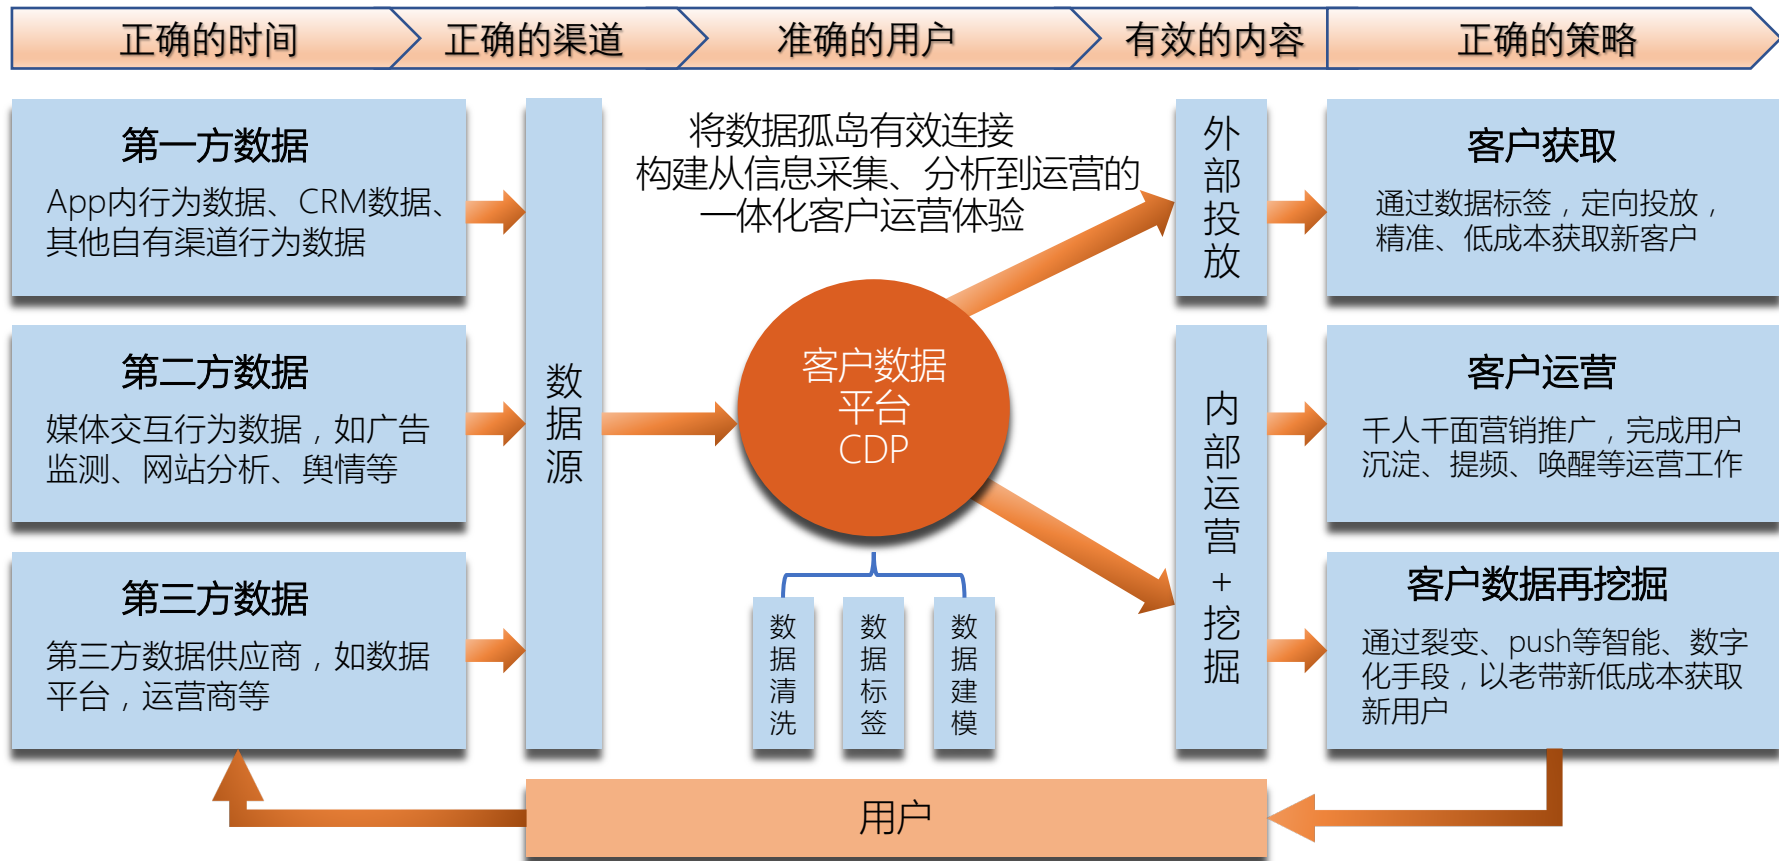 正确的时间
正确的渠道
准确的用户
有效的内容
正确的策略
第一方数据
App内行为数据、CRM数据、
其他自有渠道行为数据
第二方数据
媒体交互行为数据，如广告
监测、网站分析、舆情等
第三方数据
第三方数据供应商，如数据
平台，运营商等
数据源
将数据孤岛有效连接
构建从信息采集、分析到运营的
一体化客户运营体验
客户数据
平台
CDP
数据清洗
数据标签
数据建模
外部投放
内部运营+挖掘
客户获取
通过数据标签，定向投放，
精准、低成本获取新客户
客户运营
千人千面营销推广，完成用户
沉淀、提频、唤醒等运营工作
客户数据再挖掘
通过裂变、push等智能、数字
化手段，以老带新低成本获取
新用户
用户